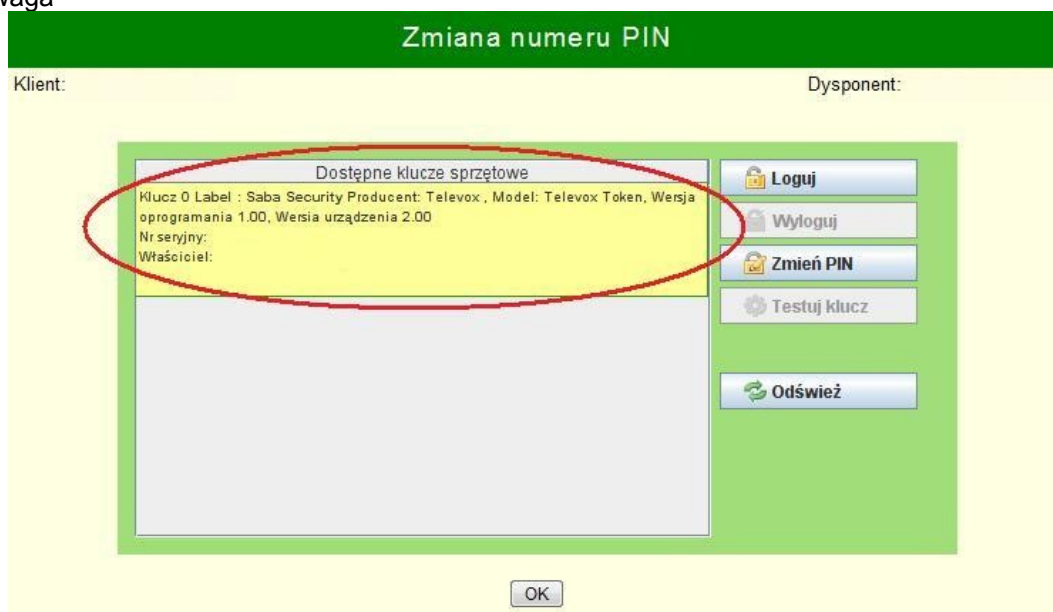 waga
Zmiana numeru PIN
Klient:
Dysponent:
Dostępne klucze sprzętowe
Klucz 0 Label : Saba Security Producent: Televox , Model: Televox Token, Wersja
oprogramania 1.00, Wersia urządzenia 2.00
Nr seryjny:
Właściciel:
Loguj
Wyloguj
Zmień PIN
Testuj klucz
Odśwież
OK